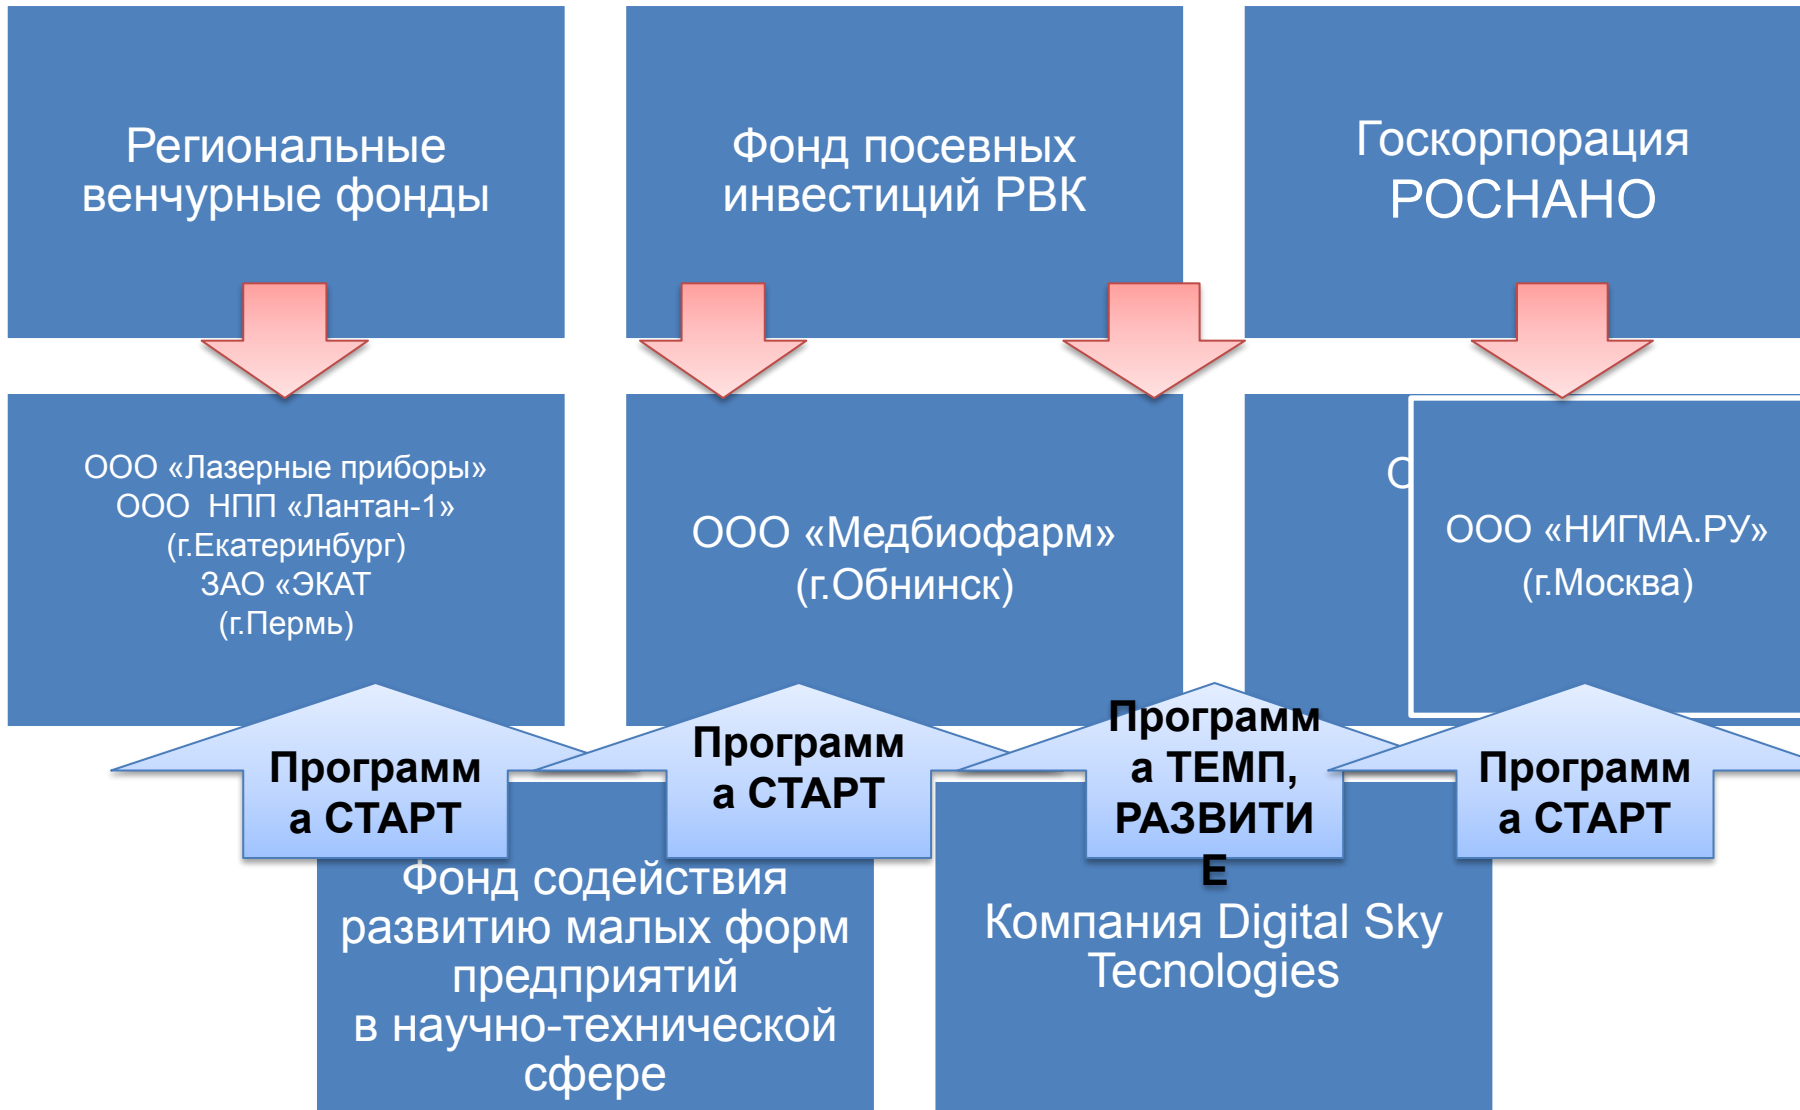 Региональные
венчурные фонды
Фонд посевных
инвестиций РВК
Госкорпорация
РОСНАНО
ООО «Лазерные приборы»
ООО НПП «Лантан-1»
(г.Екатеринбург)
ЗАО «ЭКАТ
(г.Пермь)
ООО «Медбиофарм»
(г.Обнинск)
ООО «НИГМА.РУ»
(г.Москва)
Программ
а СТАРТ
Программ
а СТАРТ
Программ
а ТЕМП,
РАЗВИТИ
Е
Программ
а СТАРТ
Фонд содействия
развитию малых форм
предприятий
в научно-технической
сфере
Компания Digital Sky
Tecnologies